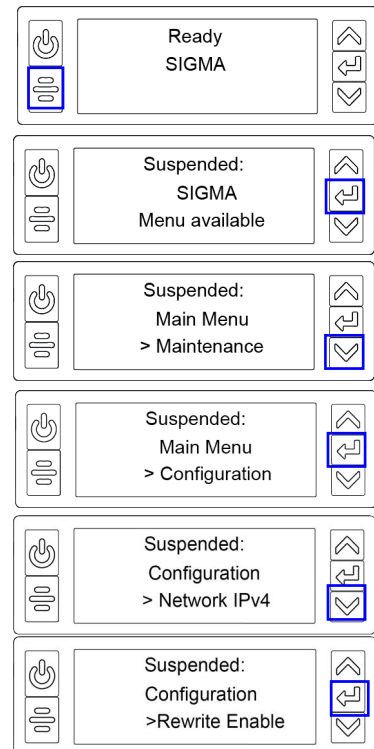 Ready
SIGMA
Suspended:
SIGMA
Menu available
Suspended:
Main Menu
> Maintenance
Suspended:
Main Menu
> Configuration
Suspended:
Configuration
> Network IPv4
Suspended:
Configuration
>Rewrite Enable